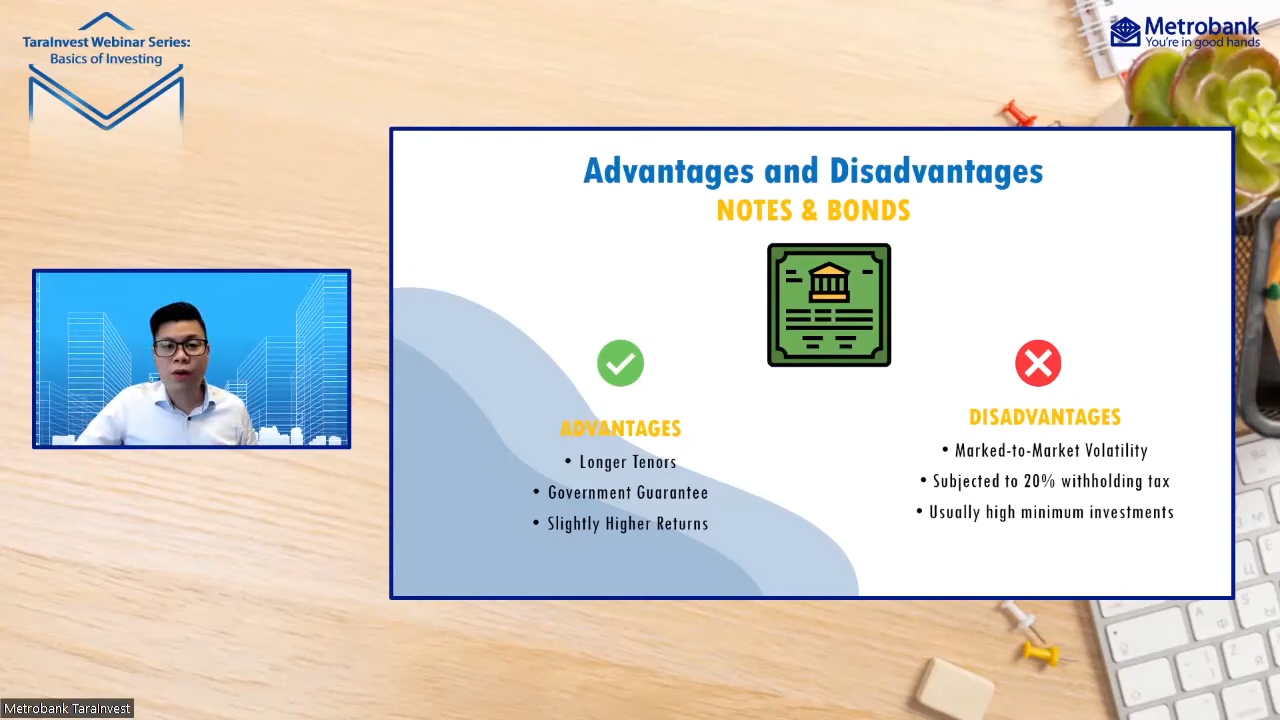 TaraInvest Webinar Series:
Basics of Investing
Metrobank
You're in good hands
Advantages and Disadvantages
NOTES & BONDS
ADVANTAGES
• Longer Tenors
• Government Guarantee
• Slightly Higher Returns
DISADVANTAGES
• Marked-to-Market Volatility
• Subjected to 20% withholding tax
• Usually high minimum investments
Metrobank TaraInvest